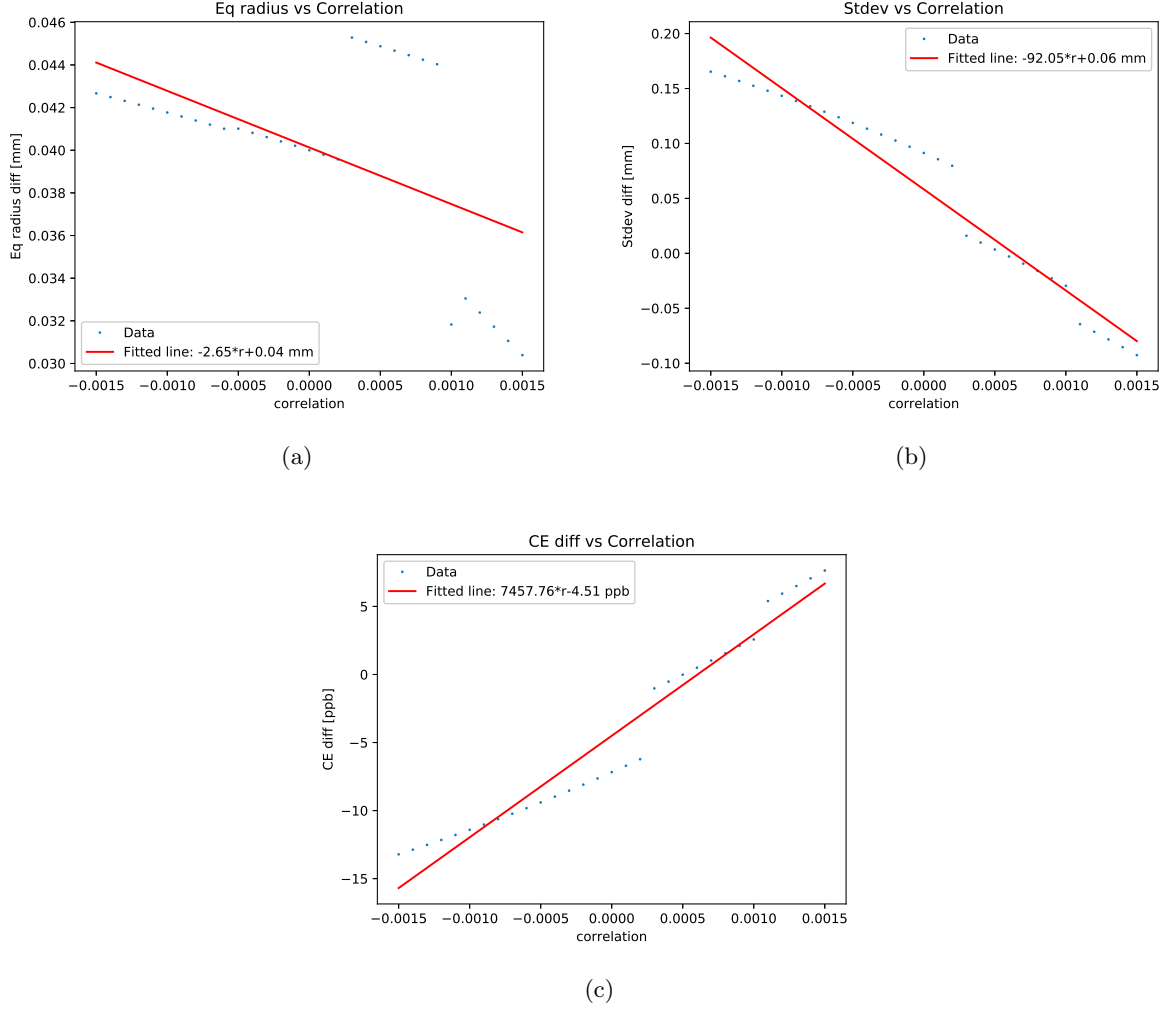 Eq radius vs Correlation
0.046
0.044
0.042
0.040
0.038
0.036
0.034
0.032
0.030
Eq radius diff [mm]
Data
Fitted line: -2.65*r+0.04 mm
−0.0015 −0.0010 −0.0005 0.0000 0.0005 0.0010 0.0015
correlation
(a)
Stdev vs Correlation
0.20
0.15
0.10
0.05
0.00
−0.05
−0.10
Stdev diff [mm]
Data
Fitted line: -92.05*r+0.06 mm
−0.0015 −0.0010 −0.0005 0.0000 0.0005 0.0010 0.0015
correlation
(b)
CE diff vs Correlation
5
0
−5
−10
−15
CE diff [ppb]
Data
Fitted line: 7457.76*r-4.51 ppb
−0.0015 −0.0010 −0.0005 0.0000 0.0005 0.0010 0.0015
correlation
(c)